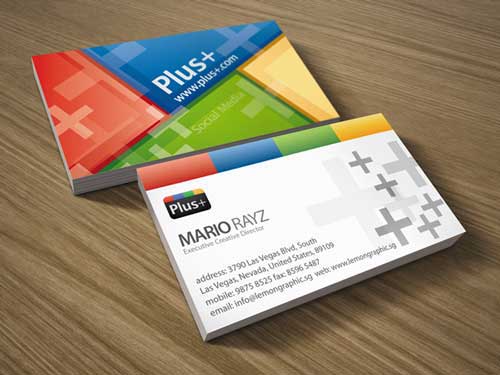 Plus+
www.plus+.com
Social Media
Plus+
MARIO RAYZ
Executive Creative Director
address: 3790 Las Vegas Blvd, South
Las Vegas, Nevada, United States, 89109
mobile: 9875 8525 fax: 8596 5487
email: info@lemongraphic.sg web: www.lemongraphic.sg